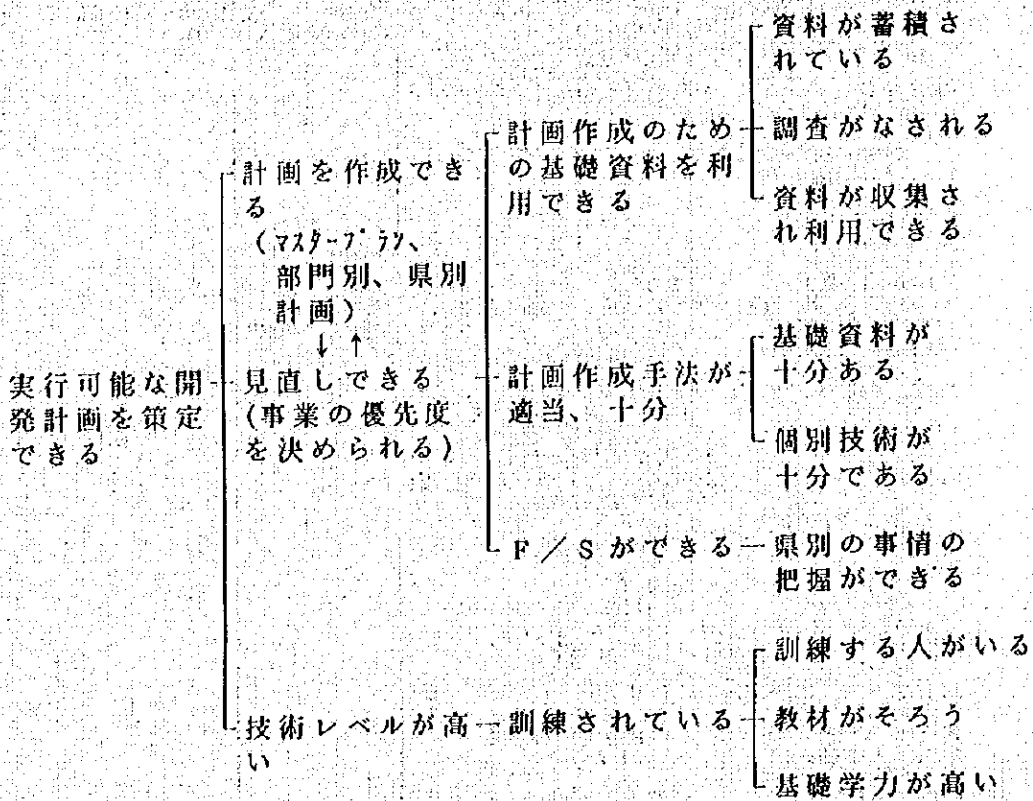 実行可能な開
発計画を策定
できる
計画を作成でき
る
(マスタープラン、
部門別、県別
計画)
↓ ↑
見直しできる
(事業の優先度
を決められる)
技術レベルが高
い
計画作成のため
の基礎資料を利
用できる
計画作成手法が
適当、十分
F/Sができる
訓練されている
資料が蓄積さ
れている
調査がなされる
資料が収集さ
れ利用できる
基礎資料が
十分ある
個別技術が
十分である
県別の事情の
把握ができる
訓練する人がいる
教材がそろう
基礎学力が高い